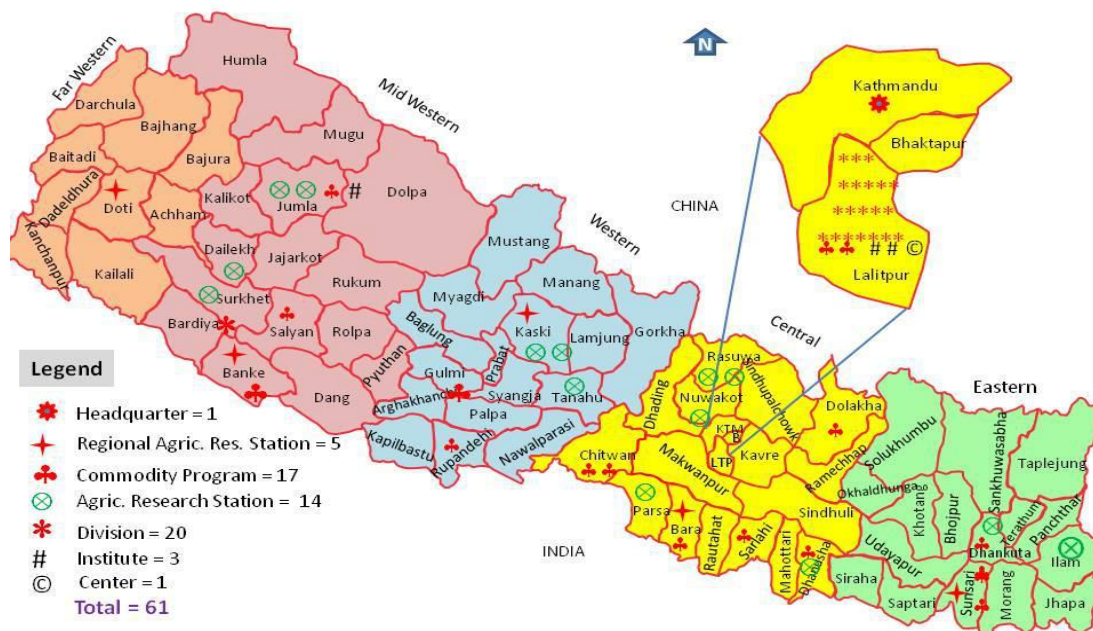 N
Far Western
Mid Western
Western
Central
Eastern
CHINA
INDIA
Humla
Darchula
Bajhang
Mugu
Baitadi
Bajura
Dadeldhura
Doti
Achham
Kanchanpur
Kailali
Kalikot
Jumla
#
Dolpa
Dailekh
Jajarkot
Surkhet
Rukum
Bardiya
Salyan
Rolpa
Banke
Pyuthan
Dang
Mustang
Manang
Myagdi
Baglung
Kaski
Lamjung
Gorkha
Prabat
Gulmi
Arghakhanchi
Syangja
Tanahu
Palpa
Kapilbastu
Rupandehi
Nawalparasi
Rasuwa
Dhading
Nuwakot
Sindhupalchowk
Dolakha
KTM
B
LTP
Kavre
Ramechhap
Chitwan
Makwanpur
Sindhuli
Parsa
Bara
Rautahat
Sarlahi
Mahottari
Dhanusha
Solukhumbu
Sankhuwasabha
Taplejung
Okhaldhunga
Khotang
Bhojpur
Terathum
Panchthar
Dhankuta
Ilam
Udayapur
Siraha
Saptari
Sunsari
Morang
Jhapa
Kathmandu
Bhaktapur
***
*****
*****
*******
# # ©
Lalitpur
Legend
Headquarter = 1
Regional Agric. Res. Station = 5
Commodity Program = 17
Agric. Research Station = 14
Division = 20
# Institute = 3
© Center = 1
Total = 61